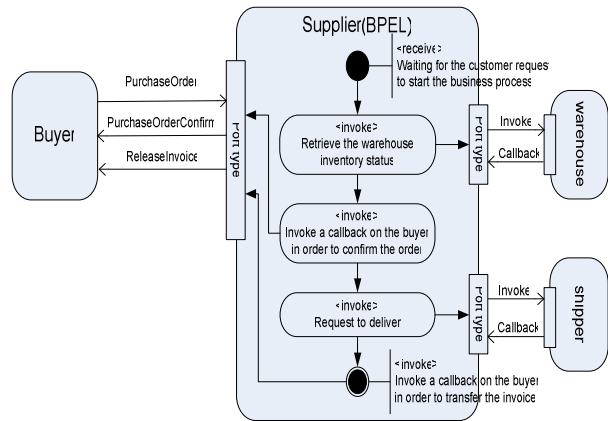 Supplier(BPEL)
<receive>
Waiting for the customer reques
to start the business process
PurchaseOrder
PurchaseOrderConfirm
ReleaseInvoice
Buyer
Port type
<invoke>
Retrieve the warehouse
inventory status
Port type
Invoke
Callback
warehouse
<invoke>
Invoke a callback on the buyer
in order to confirm the order
<invoke>
Request to deliver
Port type
Invoke
Callback
shipper
<invoke>
Invoke a callback on the buyer
in order to transfer the invoice